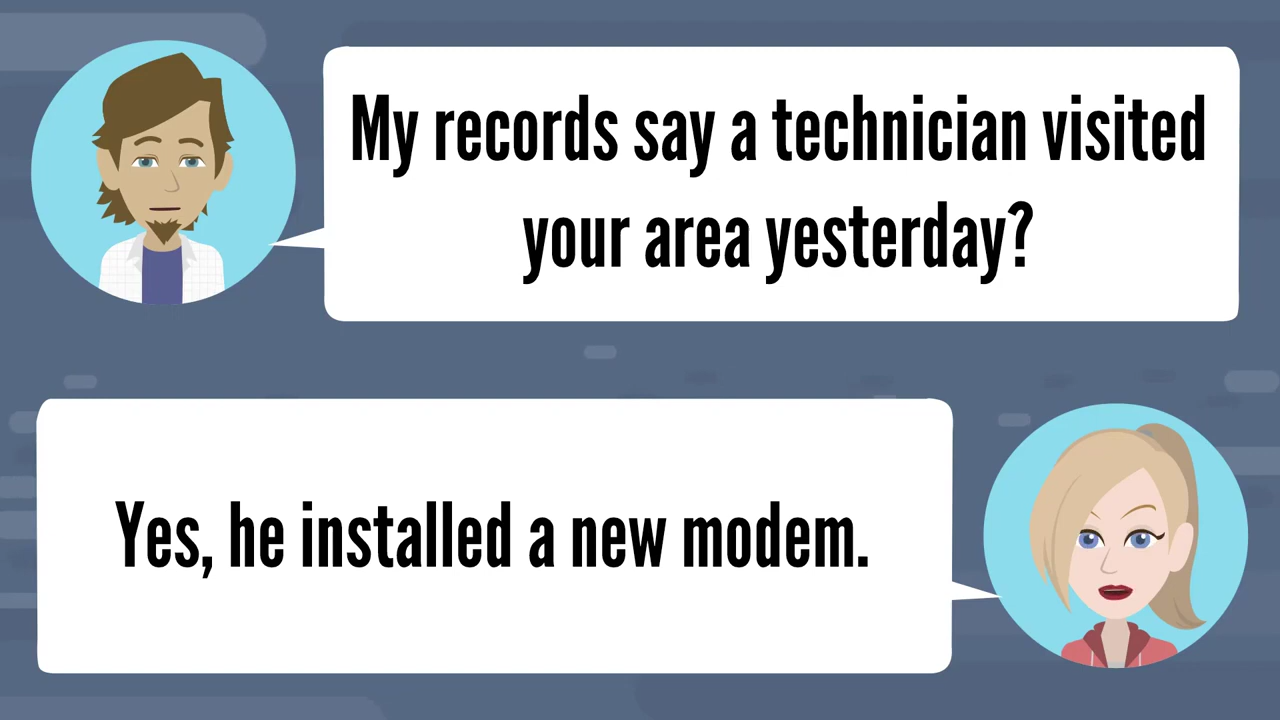 My records say a technician visited
your area yesterday?
Yes, he installed a new modem.